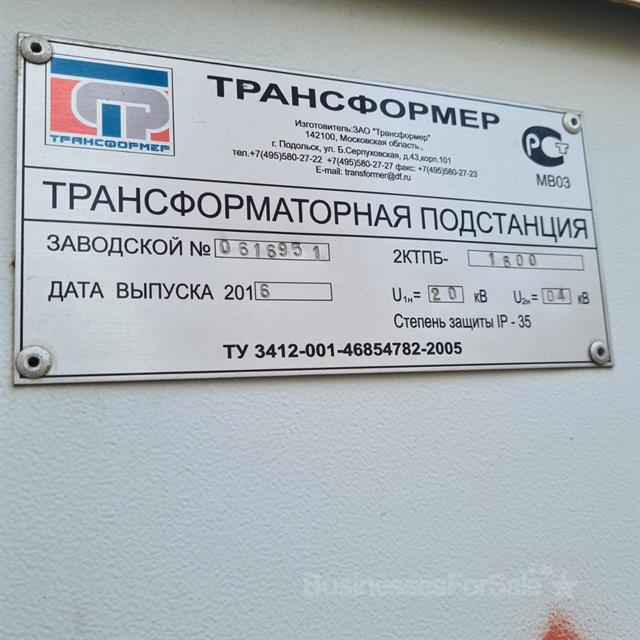 ТРАНСФОРМЕР
ТРАНСФОРМЕР
Изготовитель:ЗАО "Трансформер"
142100, Московская область.,
г. Подольск, ул. Б.Серпуховская, д.43,корп.101
тел.+7(495)580-27-22 +7(495)580-27-27 факс: +7(495)580-27-23
E-mail: transformer@df.ru
РСТ
МВ03
ТРАНСФОРМАТОРНАЯ ПОДСТАНЦИЯ
ЗАВОДСКОЙ № 0616951
2КТПБ- 1600
ДАТА ВЫПУСКА 2016
U1н= 20 кВ U2н= 04 кВ
Степень защиты IP - 35
ТУ 3412-001-46854782-2005
BusinessesForSale